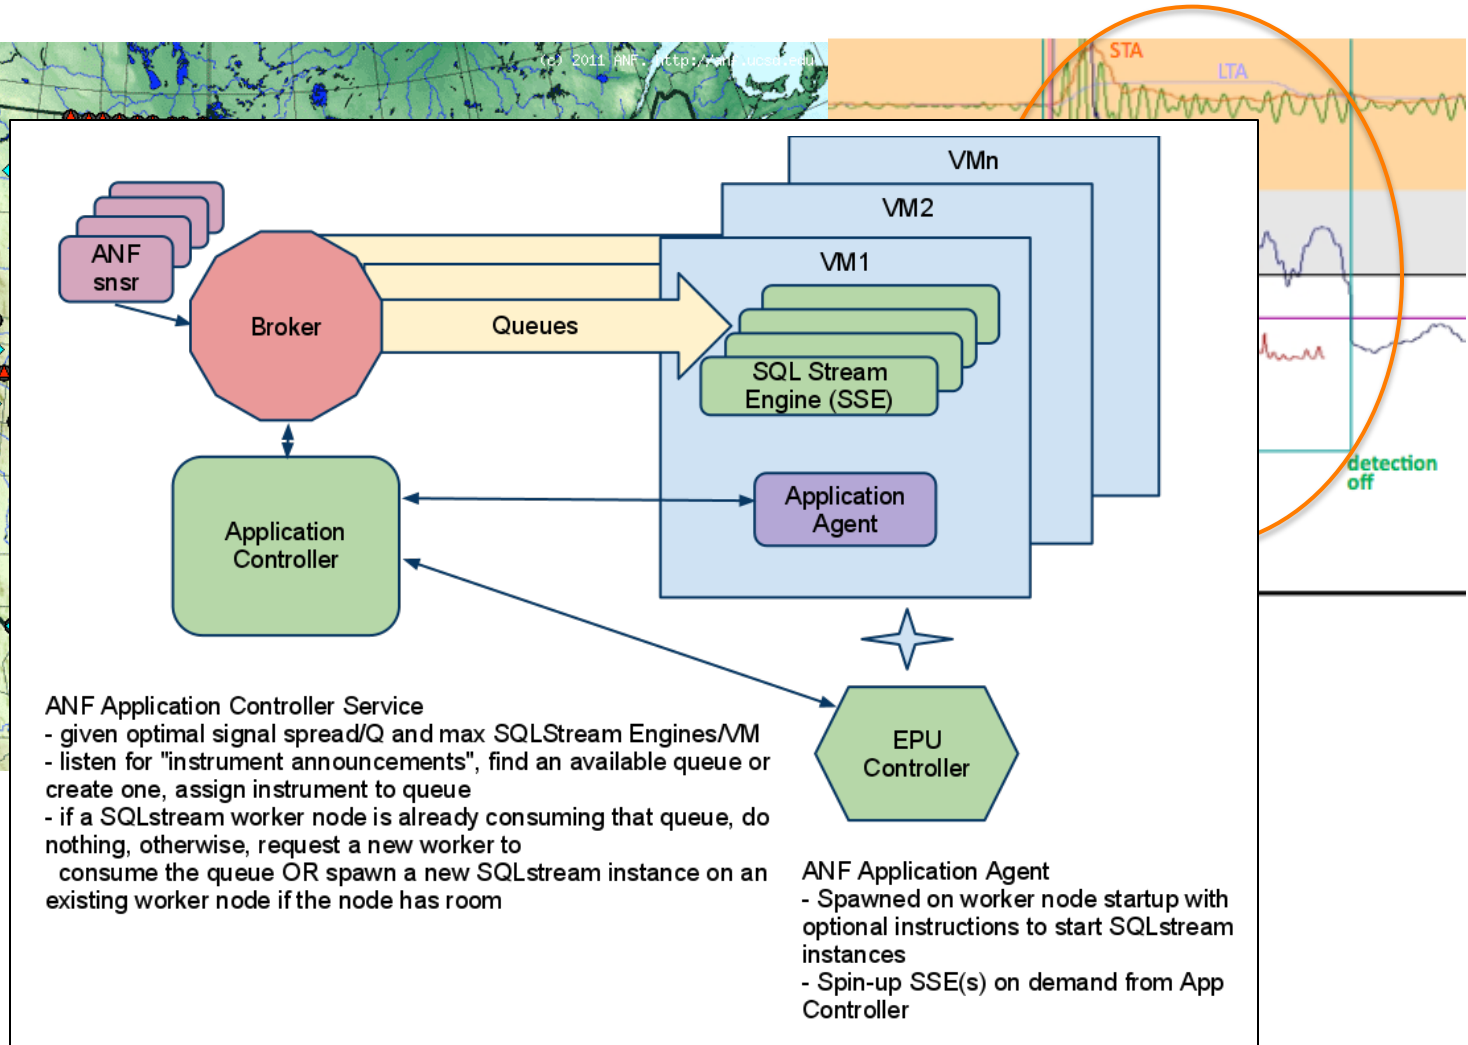 (c) 2011 ANF. http:/
STA
LTA
VMn
VM2
VM1
ANF
snsr
Broker
Queues
SQL Stream
Engine (SSE)
Application
Agent
detection
off
Application
Controller
EPU
Controller
ANF Application Controller Service
- given optimal signal spread/Q and max SQLStream Engines/VM
- listen for "instrument announcements", find an available queue or
create one, assign instrument to queue
- if a SQLstream worker node is already consuming that queue, do
nothing, otherwise, request a new worker to
consume the queue OR spawn a new SQLstream instance on an
existing worker node if the node has room
ANF Application Agent
- Spawned on worker node startup with
optional instructions to start SQLstream
instances
- Spin-up SSE(s) on demand from App
Controller